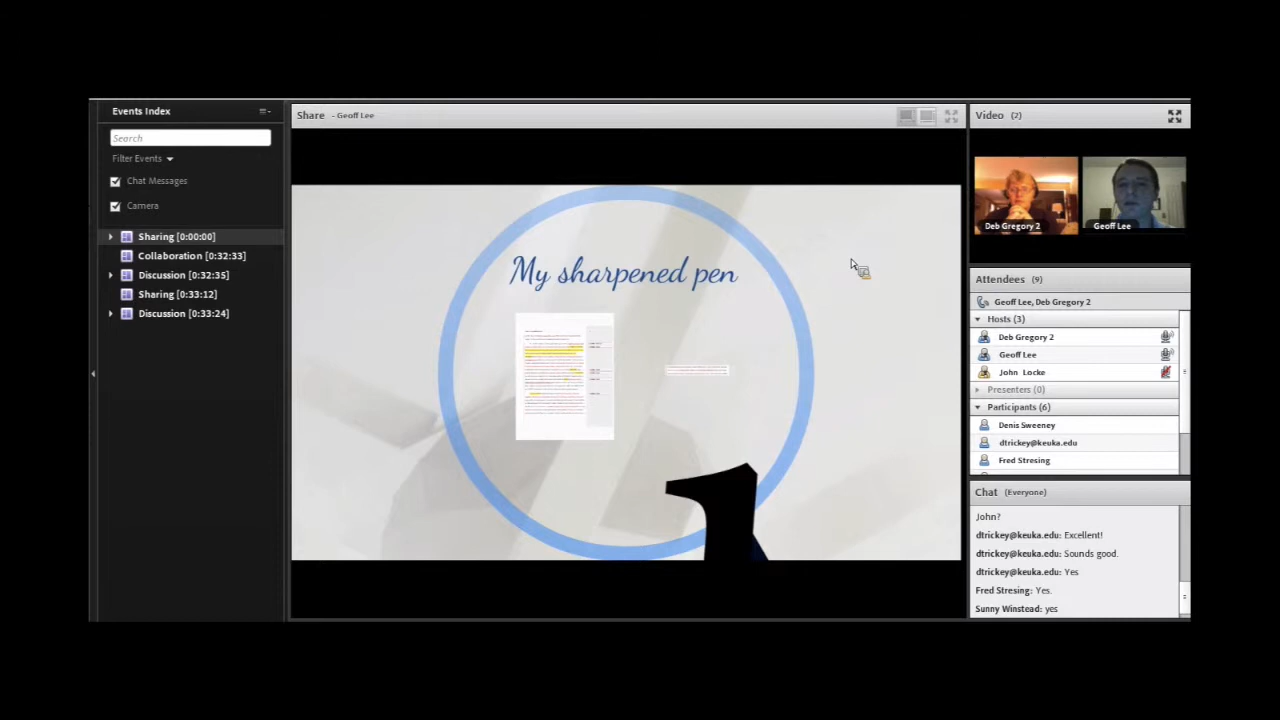 Events Index
Search
Filter Events
Chat Messages
Camera
Sharing [0:00:00]
Collaboration [0:32:33]
Discussion [0:32:35]
Sharing [0:33:12]
Discussion [0:33:24]
Share - Geoff Lee
My sharpened pen
Video (2)
Deb Gregory 2
Geoff Lee
Attendees (9)
Geoff Lee, Deb Gregory 2
Hosts (3)
Deb Gregory 2
Geoff Lee
John Locke
Presenters (0)
Participants (6)
Denis Sweeney
dtrickey@keuka.edu
Fred Stresing
Chat (Everyone)
John?
dtrickey@keuka.edu: Excellent!
dtrickey@keuka.edu: Sounds good.
dtrickey@keuka.edu: Yes
Fred Stresing: Yes.
Sunny Winstead: yes